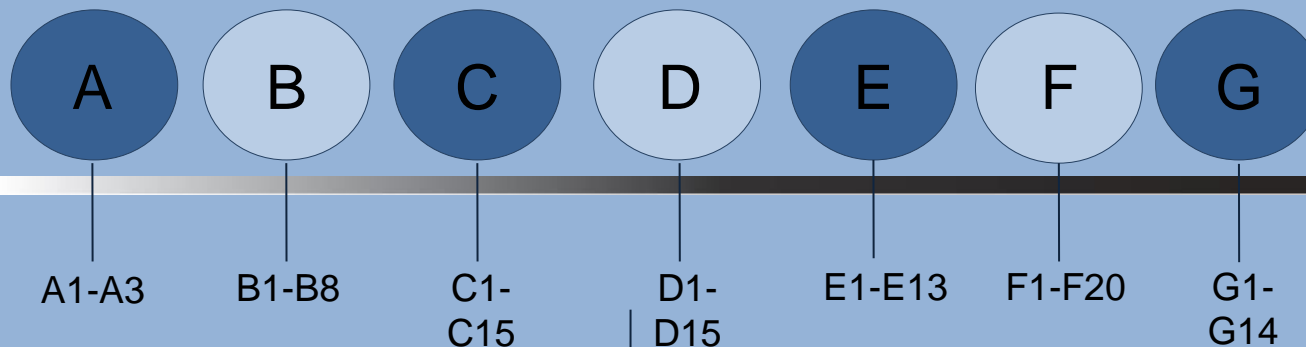 A B C D E F G
A1-A3 B1-B8 C1- D1- E1-E13 F1-F20 G1-
C15 D15 G14